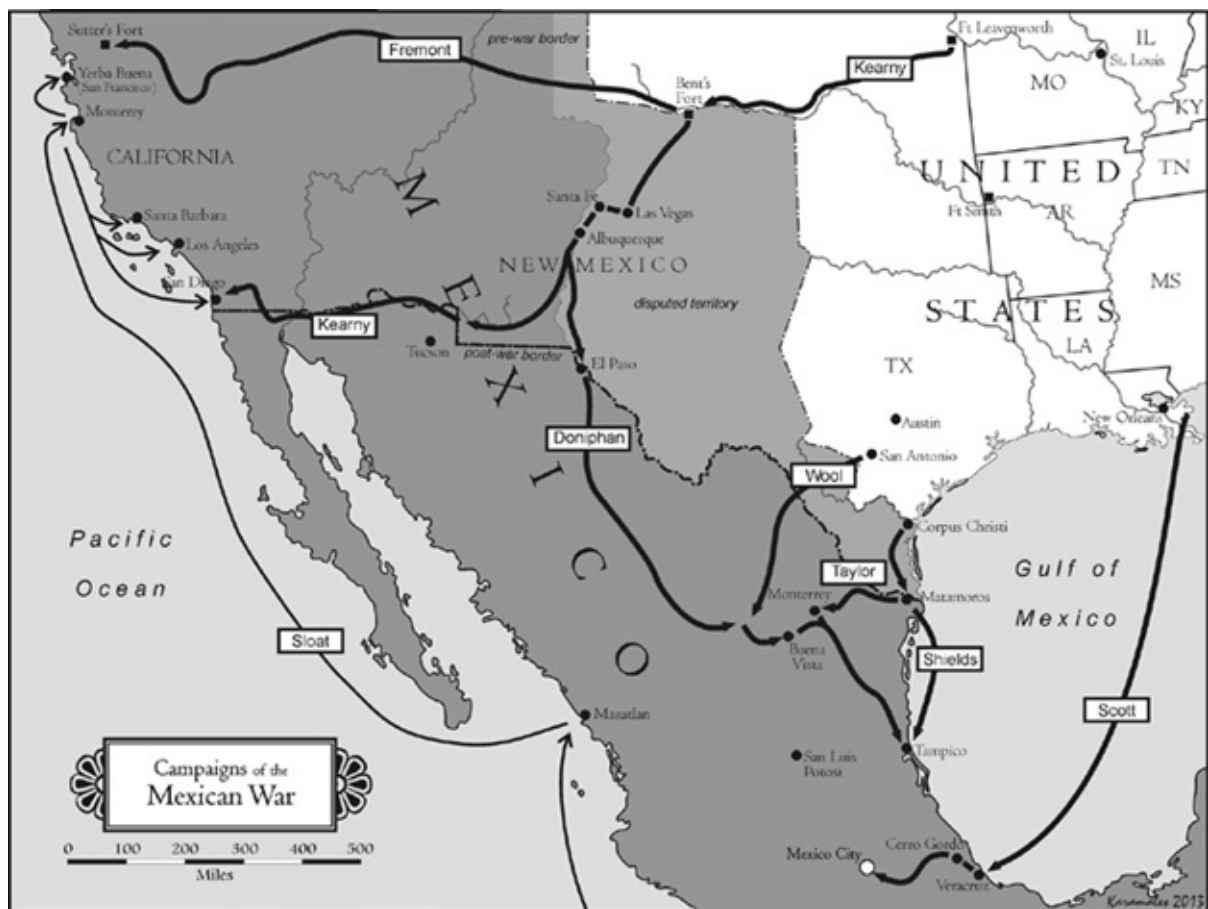 Sutter's Fort
Fremont
pre-war border
Ft Leavenworth
IL
St. Louis
Kearny
MO
KY
Yerba Buena
(San Francisco)
Bent's
Fort
Monterey
CALIFORNIA
UNITED
TN
Santa Fe
Las Vegas
Ft Smith
AR
Santa Barbara
Albuquerque
Los Angeles
NEW MEXICO
San Diego
disputed territory
MS
STATES
Kearny
Tucson
post-war border
LA
El Paso
TX
MEXICO
Austin
New Orleans
Doniphan
San Antonio
Wool
Corpus Christi
Pacific
Ocean
Gulf of
Mexico
Taylor
Monterrey
Matamoros
Sloat
Buena
Vista
Shields
Mazatlan
Scott
Tampico
San Luis
Potosi
Campaigns of the
Mexican War
0 100 200 300 400 500
Miles
Cerro Gordo
Mexico City
Veracruz
Karamales 2013